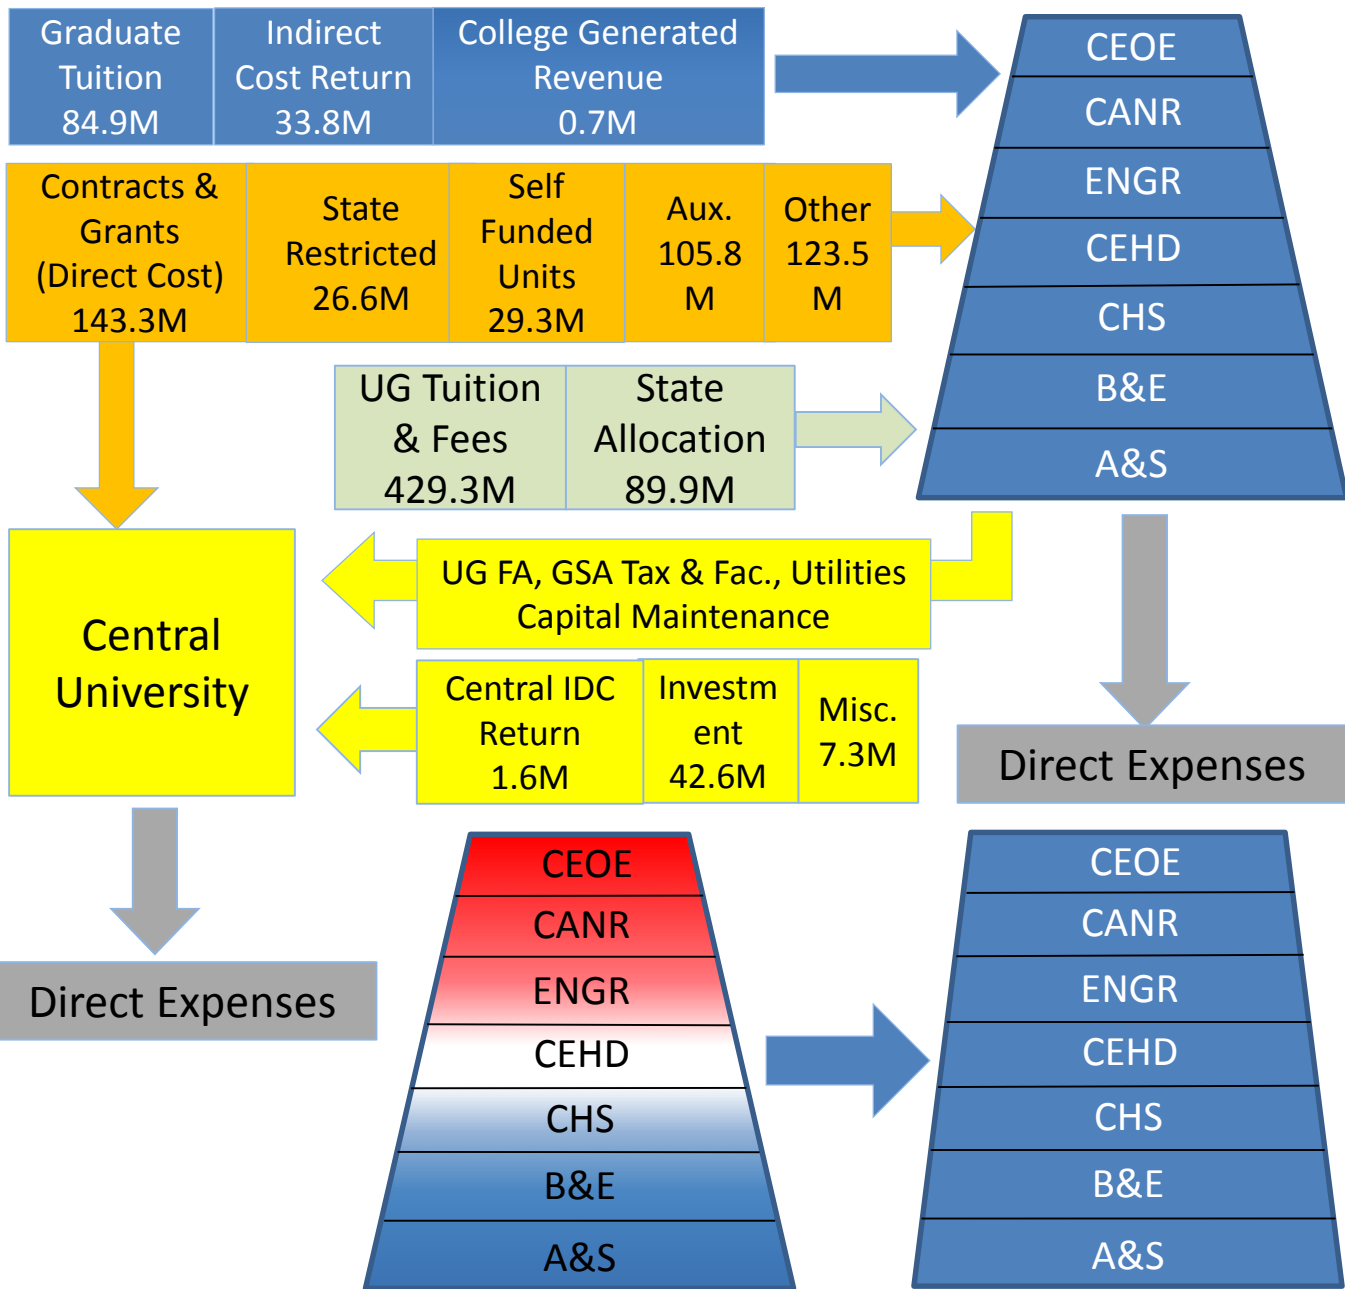 Graduate
Tuition
84.9M
Indirect
Cost Return
33.8M
College Generated
Revenue
0.7M
Contracts &
Grants
(Direct Cost)
143.3M
State
Restricted
26.6M
Self
Funded
Units
29.3M
Aux.
105.8
M
Other
123.5
M
CEOE
CANR
ENGR
CEHD
CHS
B&E
A&S
UG Tuition
& Fees
429.3M
State
Allocation
89.9M
UG FA, GSA Tax & Fac., Utilities
Capital Maintenance
Central
University
Central IDC
Return
1.6M
Investm
ent
42.6M
Misc.
7.3M
Direct Expenses
Direct Expenses
CEOE
CANR
ENGR
CEHD
CHS
B&E
A&S
CEOE
CANR
ENGR
CEHD
CHS
B&E
A&S